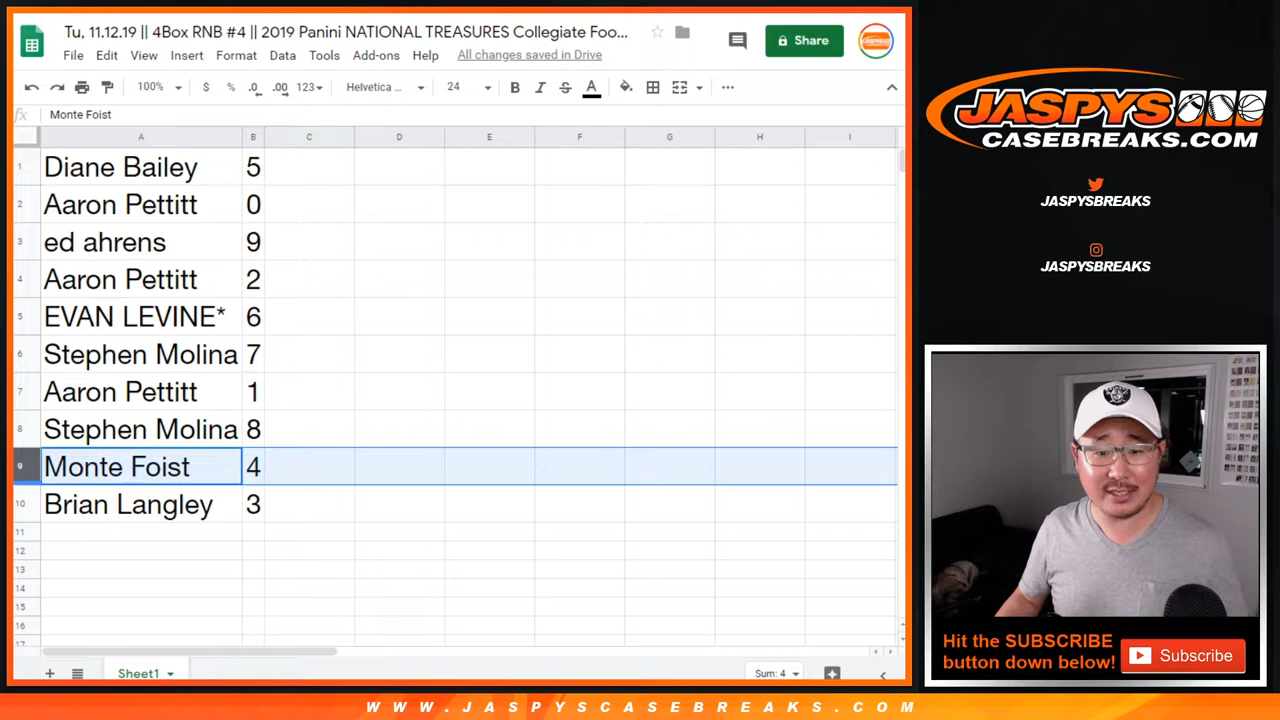 Tu, 11.12.19 || 4Box RNB #4 || 2019 Panini NATIONAL TREASURES Collegiate Foo...
File Edit View Insert Format Data Tools Add-ons Help All changes saved in Drive
Share
100% $ % .0 .00 123 Helvetica ... 24 B I S A
fx Monte Foist
A B C D E F G H I
1 Diane Bailey 5
2 Aaron Pettitt 0
3 ed ahrens 9
4 Aaron Pettitt 2
5 EVAN LEVINE* 6
6 Stephen Molina 7
7 Aaron Pettitt 1
8 Stephen Molina 8
9 Monte Foist 4
10 Brian Langley 3
11
12
13
14
15
16
17
Sheet1
Sum: 4
JASPYS
CASEBREAKS.COM
JASPYSBREAKS
JASPYSBREAKS
Hit the SUBSCRIBE
button down below!
Subscribe
WWW.JASPYSCASEBREAKS.COM